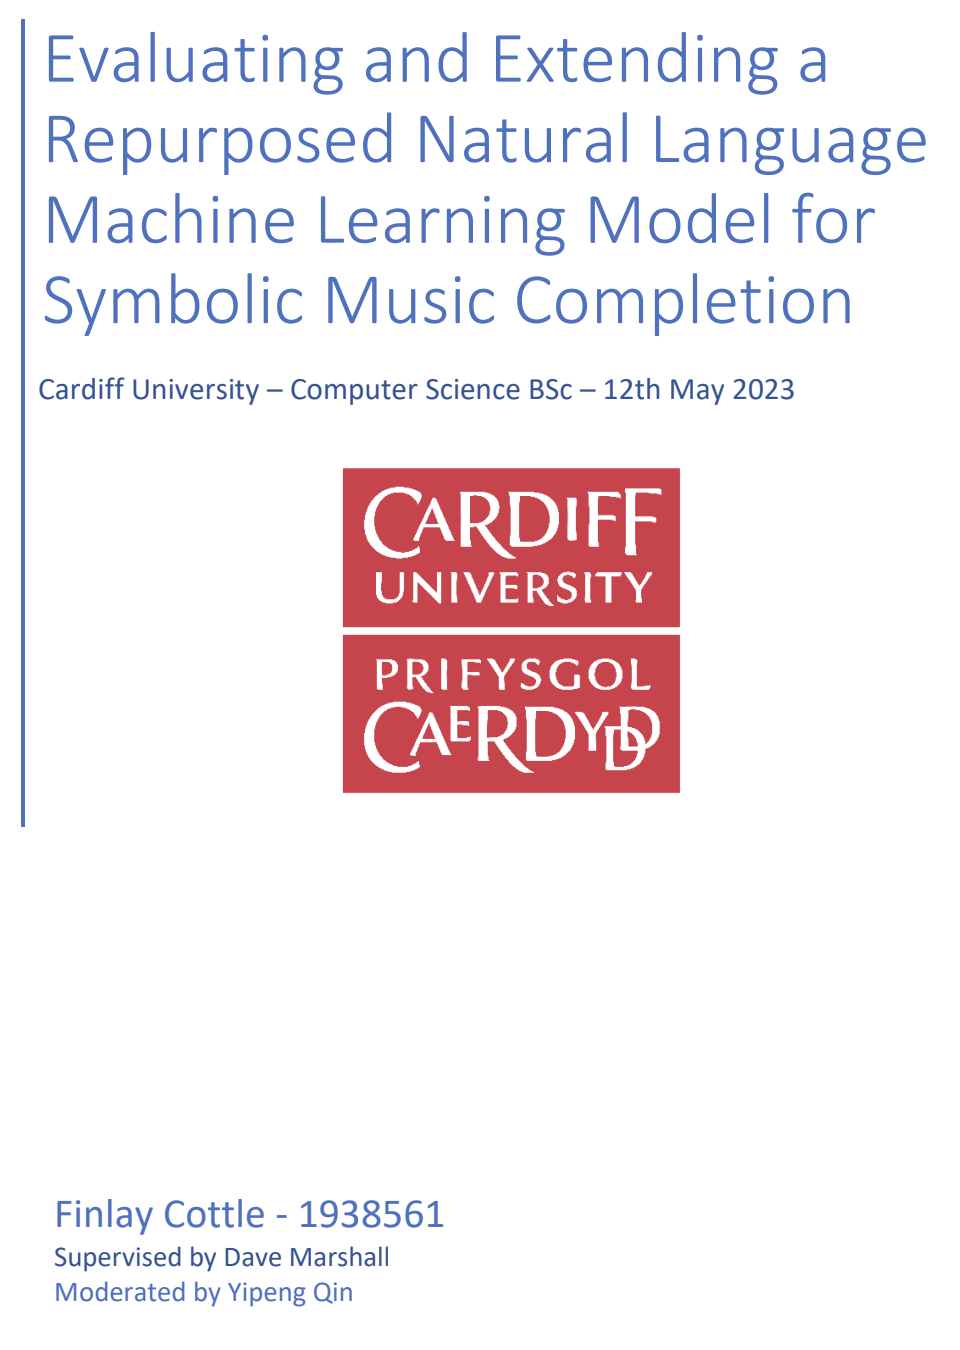 Evaluating and Extending a
Repurposed Natural Language
Machine Learning Model for
Symbolic Music Completion
Cardiff University – Computer Science BSc – 12th May 2023
CARDIFF
UNIVERSITY
PRIFYSGOL
CAERDYDD
Finlay Cottle - 1938561
Supervised by Dave Marshall
Moderated by Yipeng Qin